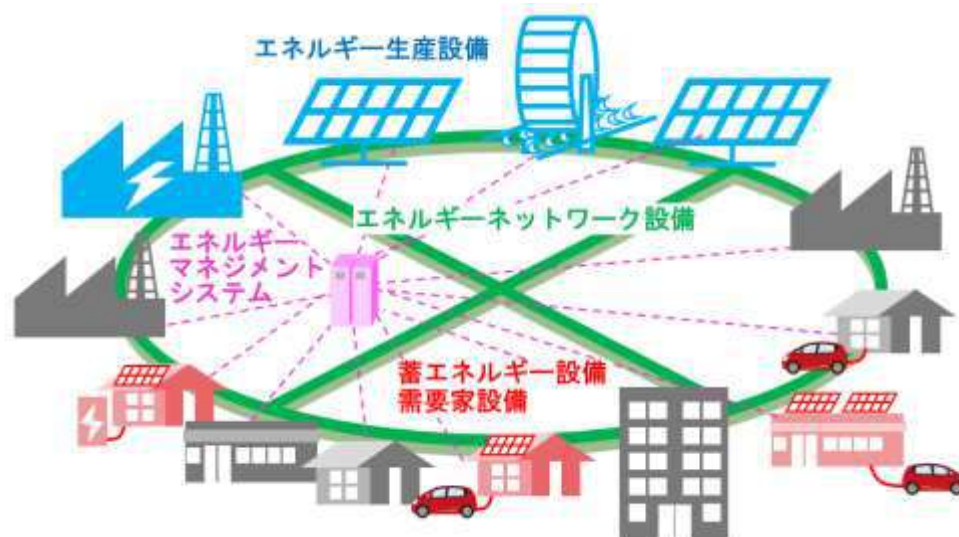 エネルギー生産設備
エネルギーネットワーク設備
エネルギー
マネジメント
システム
蓄エネルギー設備
需要家設備